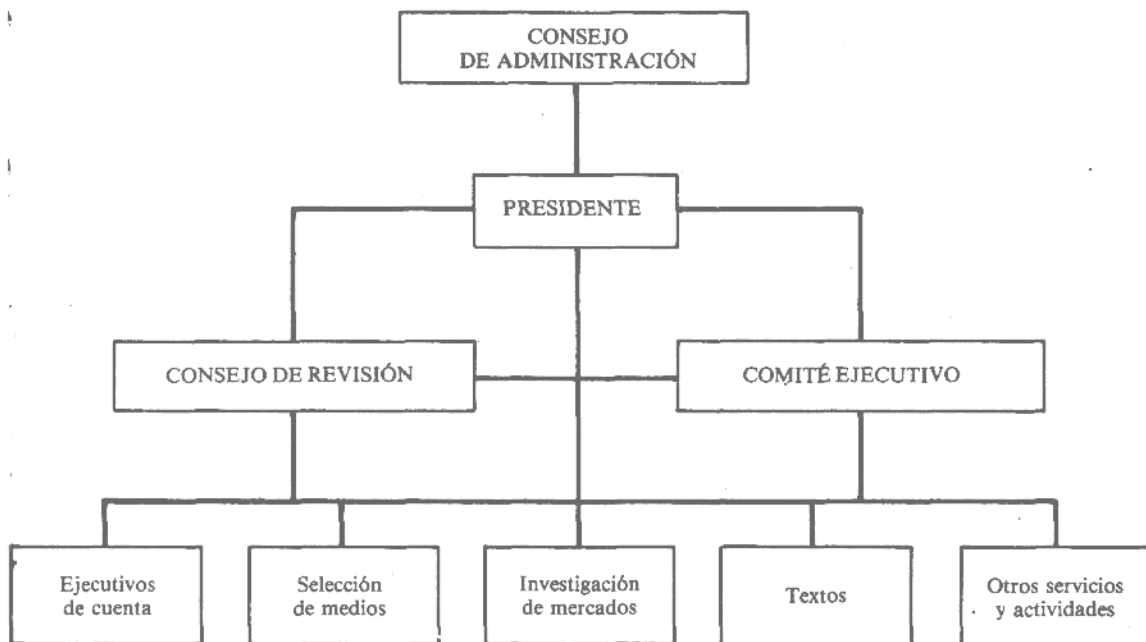 CONSEJO
DE ADMINISTRACIÓN
PRESIDENTE
CONSEJO DE REVISIÓN
COMITÉ EJECUTIVO
Ejecutivos
de cuenta
Selección
de medios
Investigación
de mercados
Textos
Otros servicios
y actividades